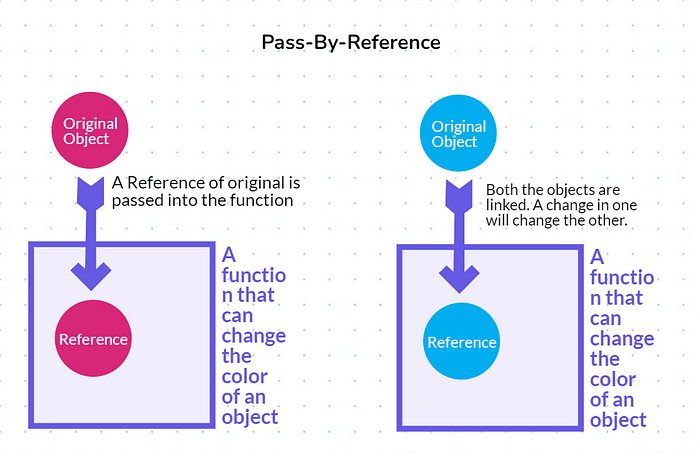 Pass-By-Reference
Original
Object
A Reference of original is
passed into the function
Reference
A
functio
n that
can
change
the
color
of an
object
Original
Object
Both the objects are
linked. A change in one
will change the other.
Reference
A
functio
n that
can
change
the
color
of an
object